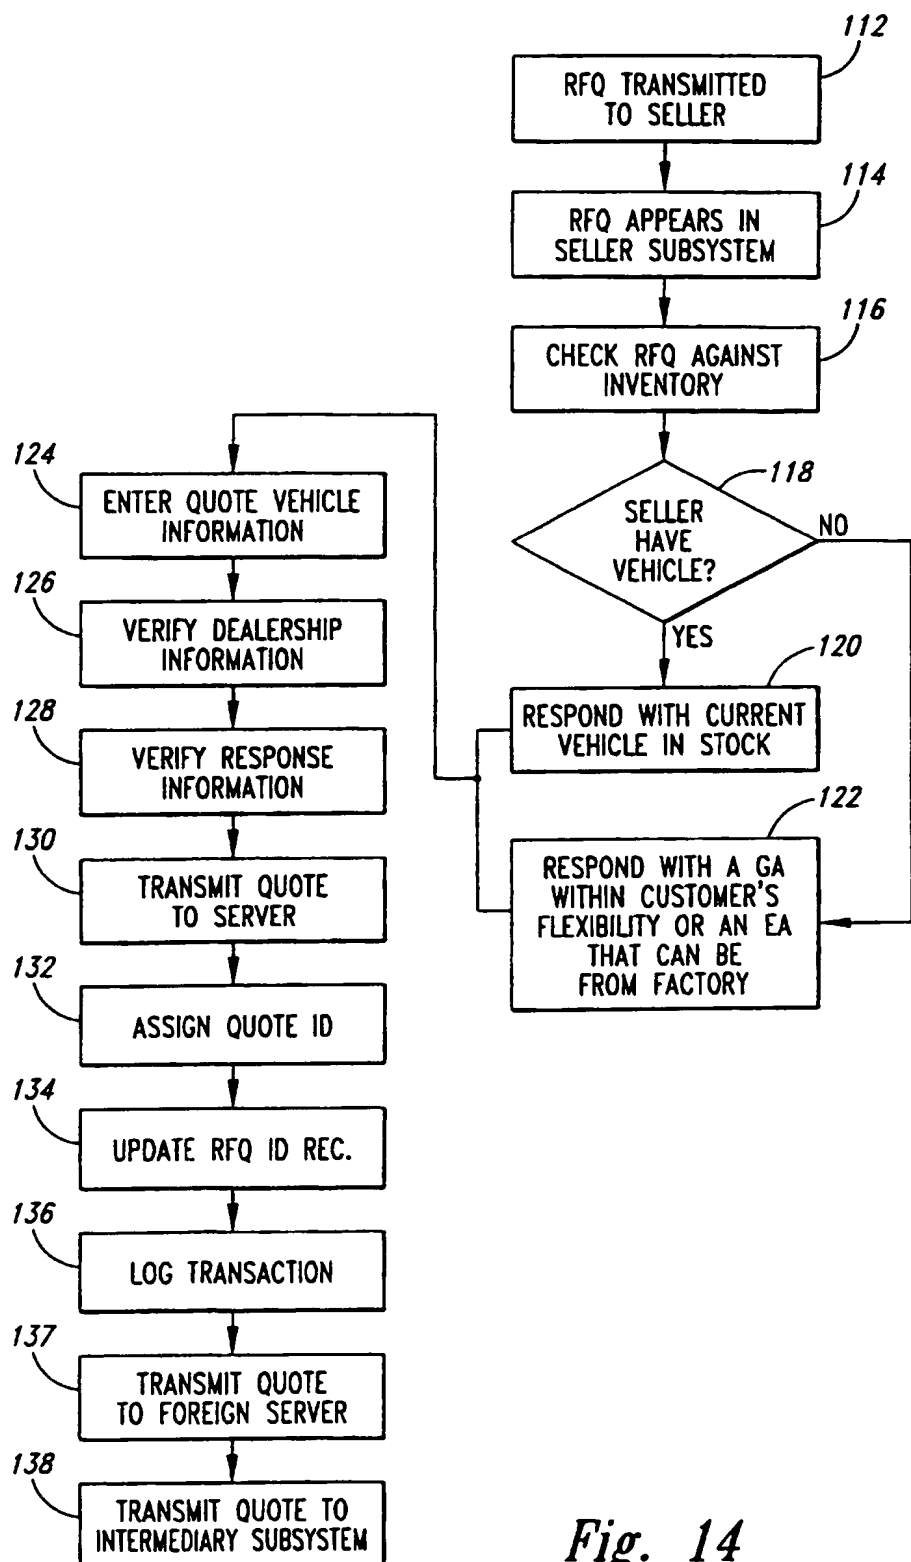 112
RFQ TRANSMITTED
TO SELLER
114
RFQ APPEARS IN
SELLER SUBSYSTEM
116
CHECK RFQ AGAINST
INVENTORY
118
SELLER
HAVE
VEHICLE?
NO
YES
120
RESPOND WITH CURRENT
VEHICLE IN STOCK
122
RESPOND WITH A GA
WITHIN CUSTOMER'S
FLEXIBILITY OR AN EA
THAT CAN BE
FROM FACTORY
124
ENTER QUOTE VEHICLE
INFORMATION
126
VERIFY DEALERSHIP
INFORMATION
128
VERIFY RESPONSE
INFORMATION
130
TRANSMIT QUOTE
TO SERVER
132
ASSIGN QUOTE ID
134
UPDATE RFQ ID REC.
136
LOG TRANSACTION
137
TRANSMIT QUOTE
TO FOREIGN SERVER
138
TRANSMIT QUOTE TO
INTERMEDIARY SUBSYSTEM
Fig. 14